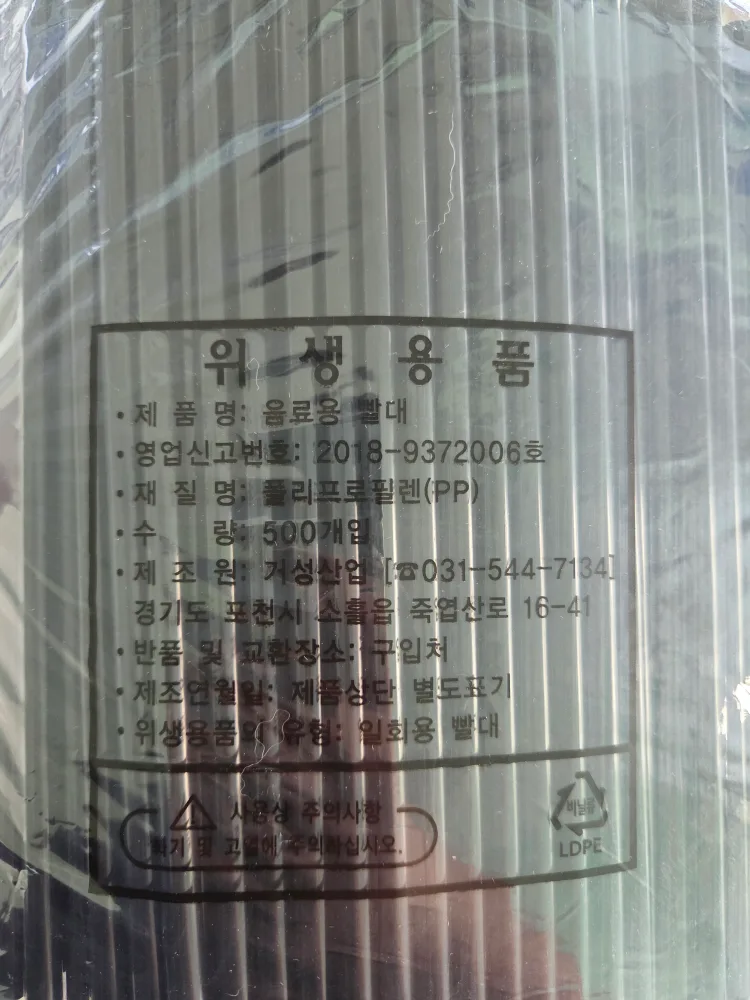 위 생 용 품
• 제 품 명: 음료용 빨대
• 영업신고번호: 2018-9372006호
• 재 질 명: 폴리프로필렌(PP)
• 수 량: 500개입
• 제 조 원: 거성산업 [☎031-544-7134]
경기도 포천시 소흘읍 죽엽산로 16-41
• 반품 및 교환장소: 구입처
• 제조연월일: 제품상단 별도표기
• 위생용품의 유형: 일회용 빨대
⚠ 사용상 주의사항
화기 및 고열에 주의하십시오.
비닐류
LDPE